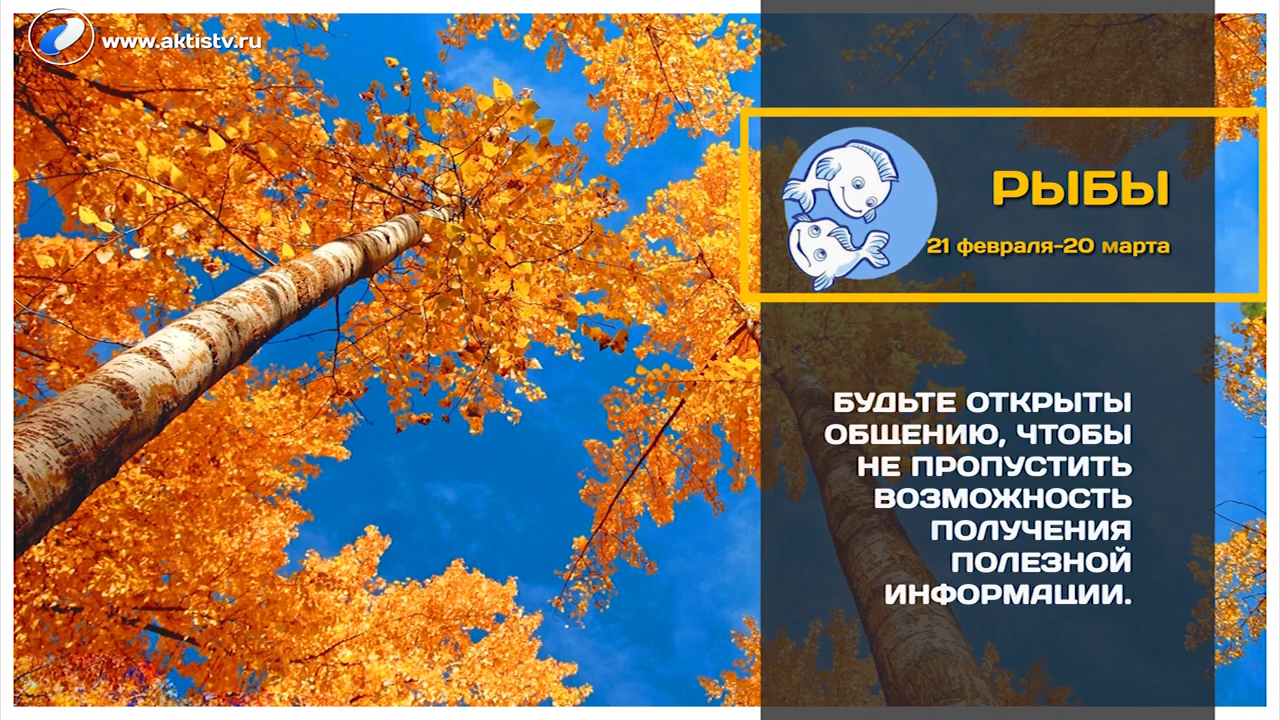 www.aktistv.ru
РЫБЫ
21 февраля-20 марта
БУДЬТЕ ОТКРЫТЫ
ОБЩЕНИЮ, ЧТОБЫ
НЕ ПРОПУСТИТЬ
ВОЗМОЖНОСТЬ
ПОЛУЧЕНИЯ
ПОЛЕЗНОЙ
ИНФОРМАЦИИ.